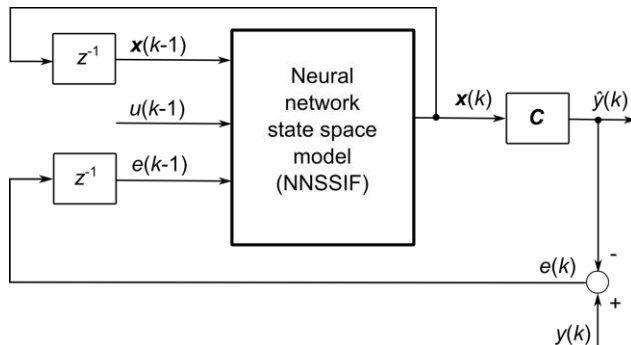 z⁻¹
x(k-1)
u(k-1)
z⁻¹
e(k-1)
Neural
network
state space
model
(NNSSIF)
x(k)
C
ŷ(k)
-
e(k)
+
y(k)